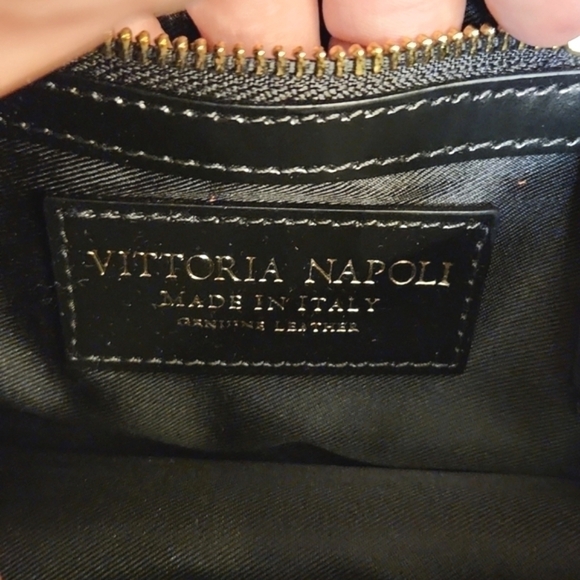 VITTORIA NAPOLI
MADE IN ITALY
GENUINE LEATHER